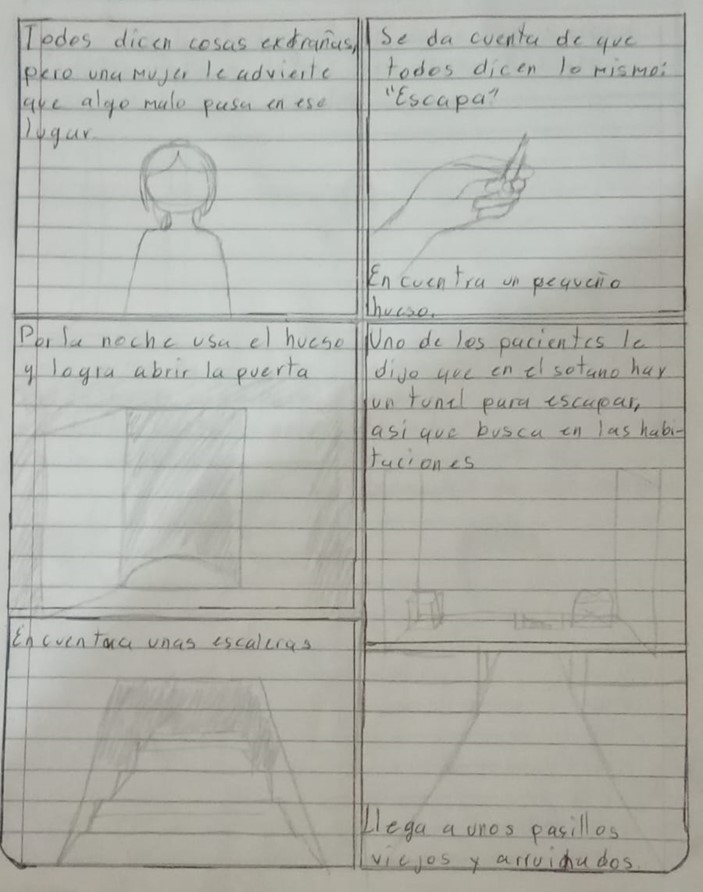 Todos dicen cosas extrañas,
pero una mujer le advierte
que algo malo pasa en ese
lugar.
Se da cuenta de que
todos dicen lo mismo:
"Escapa"
Encuentra un pequeño
hueso.
Por la noche usa el hueso
y logra abrir la puerta
Uno de los pacientes le
dijo que en el sotano hay
un tunel para escapar,
asi que busca en las habi-
taciones
Encuentra unas escaleras
Llega a unos pasillos
viejos y arruinados.